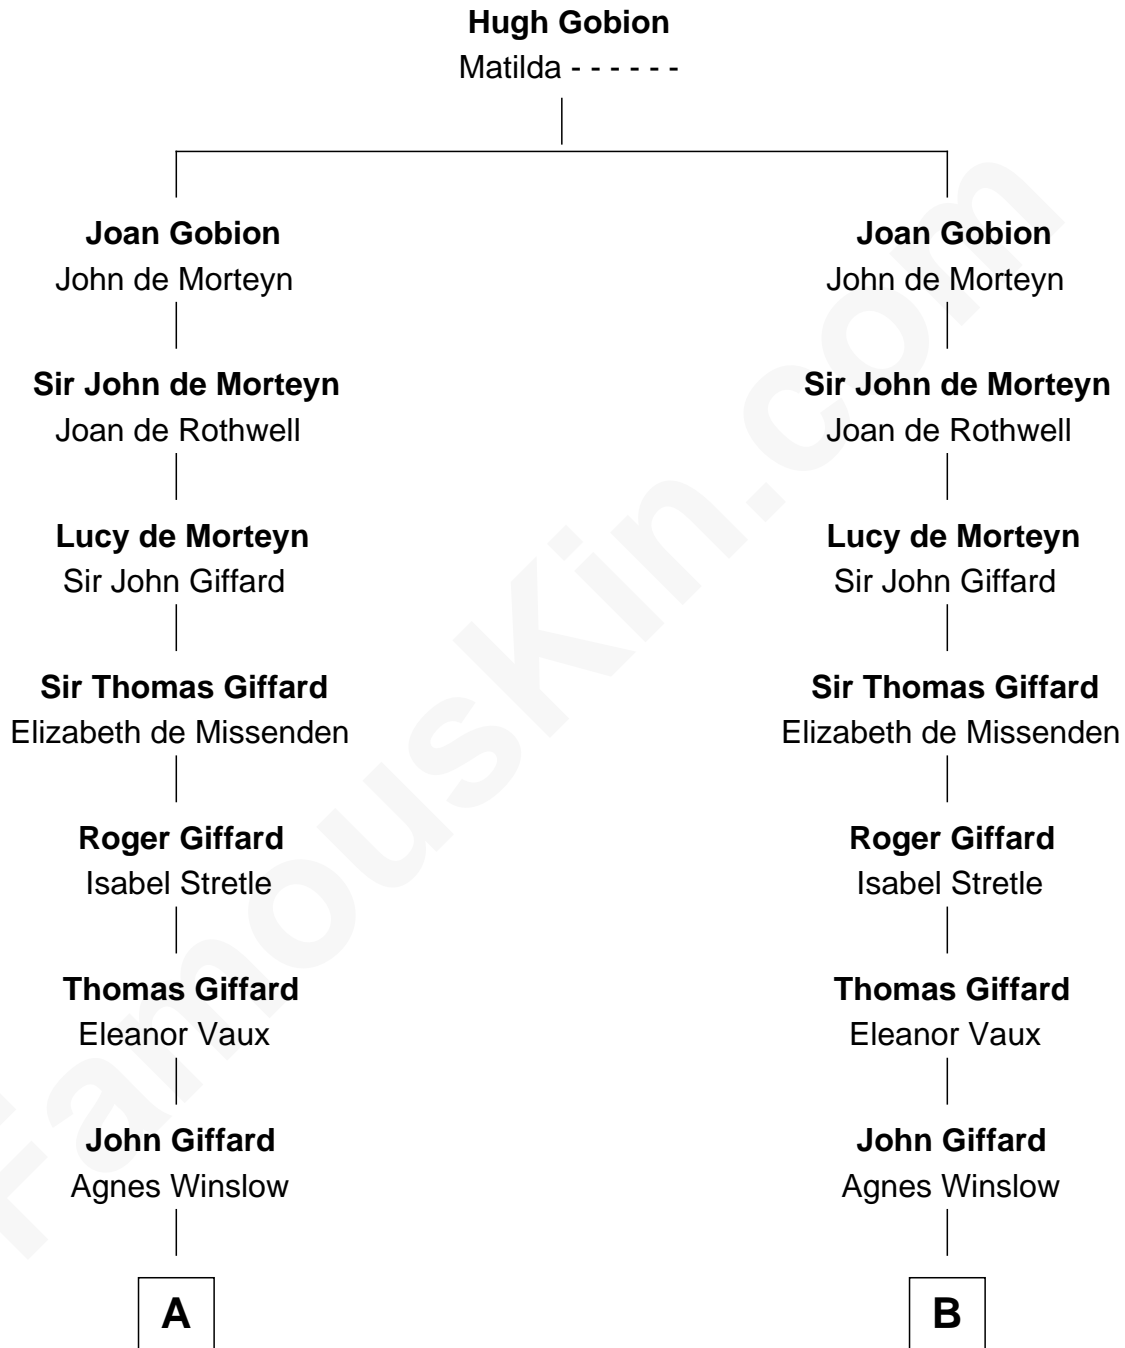 Hugh Gobion
Matilda - - - - - -
Joan Gobion
John de Morteyn
Sir John de Morteyn
Joan de Rothwell
Lucy de Morteyn
Sir John Giffard
Sir Thomas Giffard
Elizabeth de Missenden
Roger Giffard
Isabel Stretle
Thomas Giffard
Eleanor Vaux
John Giffard
Agnes Winslow
A
Joan Gobion
John de Morteyn
Sir John de Morteyn
Joan de Rothwell
Lucy de Morteyn
Sir John Giffard
Sir Thomas Giffard
Elizabeth de Missenden
Roger Giffard
Isabel Stretle
Thomas Giffard
Eleanor Vaux
John Giffard
Agnes Winslow
B
FamousKin.com